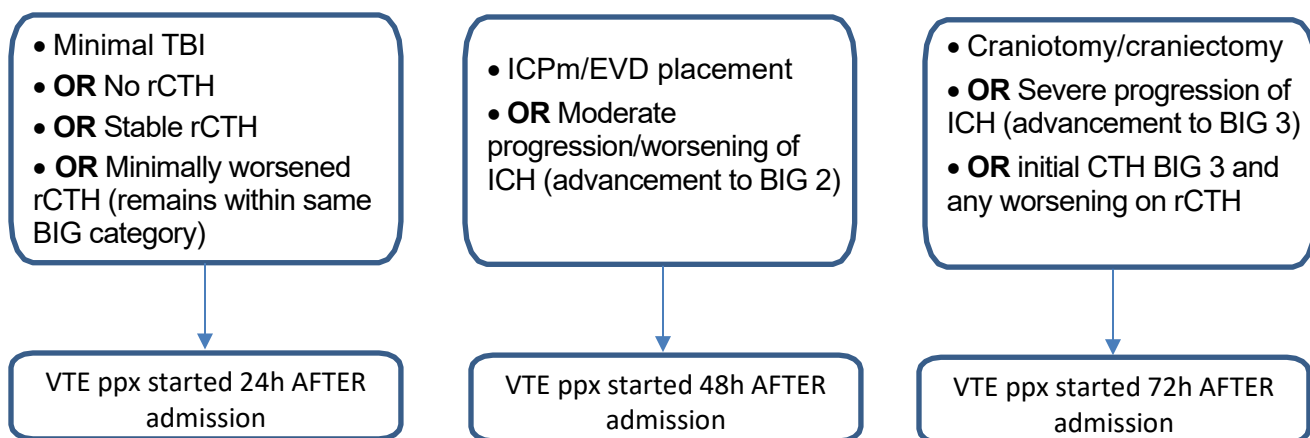 • Minimal TBI
• OR No rCTH
• OR Stable rCTH
• OR Minimally worsened
rCTH (remains within same
BIG category)
VTE ppx started 24h AFTER
admission
• ICPm/EVD placement
• OR Moderate
progression/worsening of
ICH (advancement to BIG 2)
VTE ppx started 48h AFTER
admission
• Craniotomy/craniectomy
• OR Severe progression of
ICH (advancement to BIG 3)
• OR initial CTH BIG 3 and
any worsening on rCTH
VTE ppx started 72h AFTER
admission